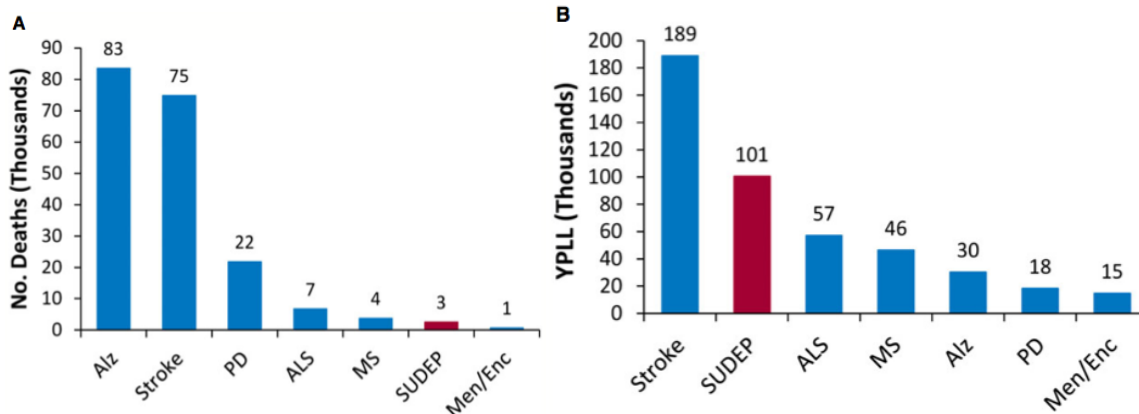 A
No. Deaths (Thousands)
90
80
70
60
50
40
30
20
10
0
83
75
22
7
4
3
1
Alz
Stroke
PD
ALS
MS
SUDEP
Men/Enc
B
YPLL (Thousands)
200
180
160
140
120
100
80
60
40
20
0
189
101
57
46
30
18
15
Stroke
SUDEP
ALS
MS
Alz
PD
Men/Enc